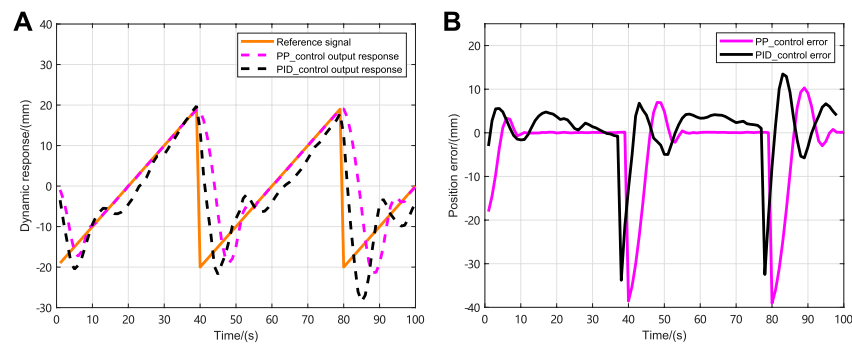 A
Dynamic response/(mm)
40
30
20
10
0
-10
-20
-30
Reference signal
PP_control output response
PID_control output response
0 10 20 30 40 50 60 70 80 90 100
Time/(s)
B
Position error/(mm)
20
10
0
-10
-20
-30
-40
PP_control error
PID_control error
0 10 20 30 40 50 60 70 80 90 100
Time/(s)